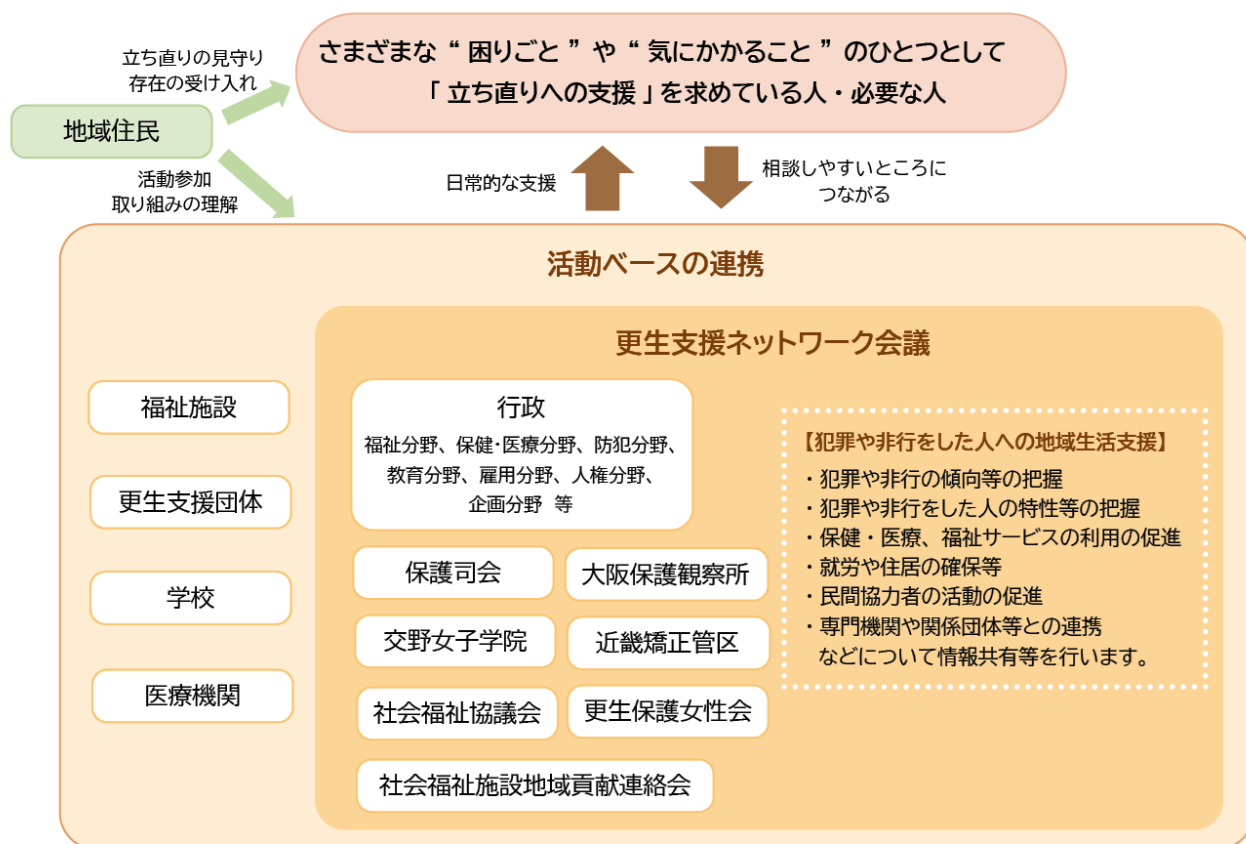 さまざまな “ 困りごと ” や “ 気にかかること ” のひとつとして
「 立ち直りへの支援 」を求めている人・必要な人
立ち直りの見守り
存在の受け入れ
地域住民
活動参加
取り組みの理解
日常的な支援
相談しやすいところに
つながる
活動ベースの連携
福祉施設
更生支援団体
学校
医療機関
更生支援ネットワーク会議
行政
福祉分野、保健・医療分野、防犯分野、
教育分野、雇用分野、人権分野、
企画分野 等
保護司会
大阪保護観察所
交野女子学院
近畿矯正管区
社会福祉協議会
更生保護女性会
社会福祉施設地域貢献連絡会
【犯罪や非行をした人への地域生活支援】
・犯罪や非行の傾向等の把握
・犯罪や非行をした人の特性等の把握
・保健・医療、福祉サービスの利用の促進
・就労や住居の確保等
・民間協力者の活動の促進
・専門機関や関係団体等との連携
などについて情報共有等を行います。